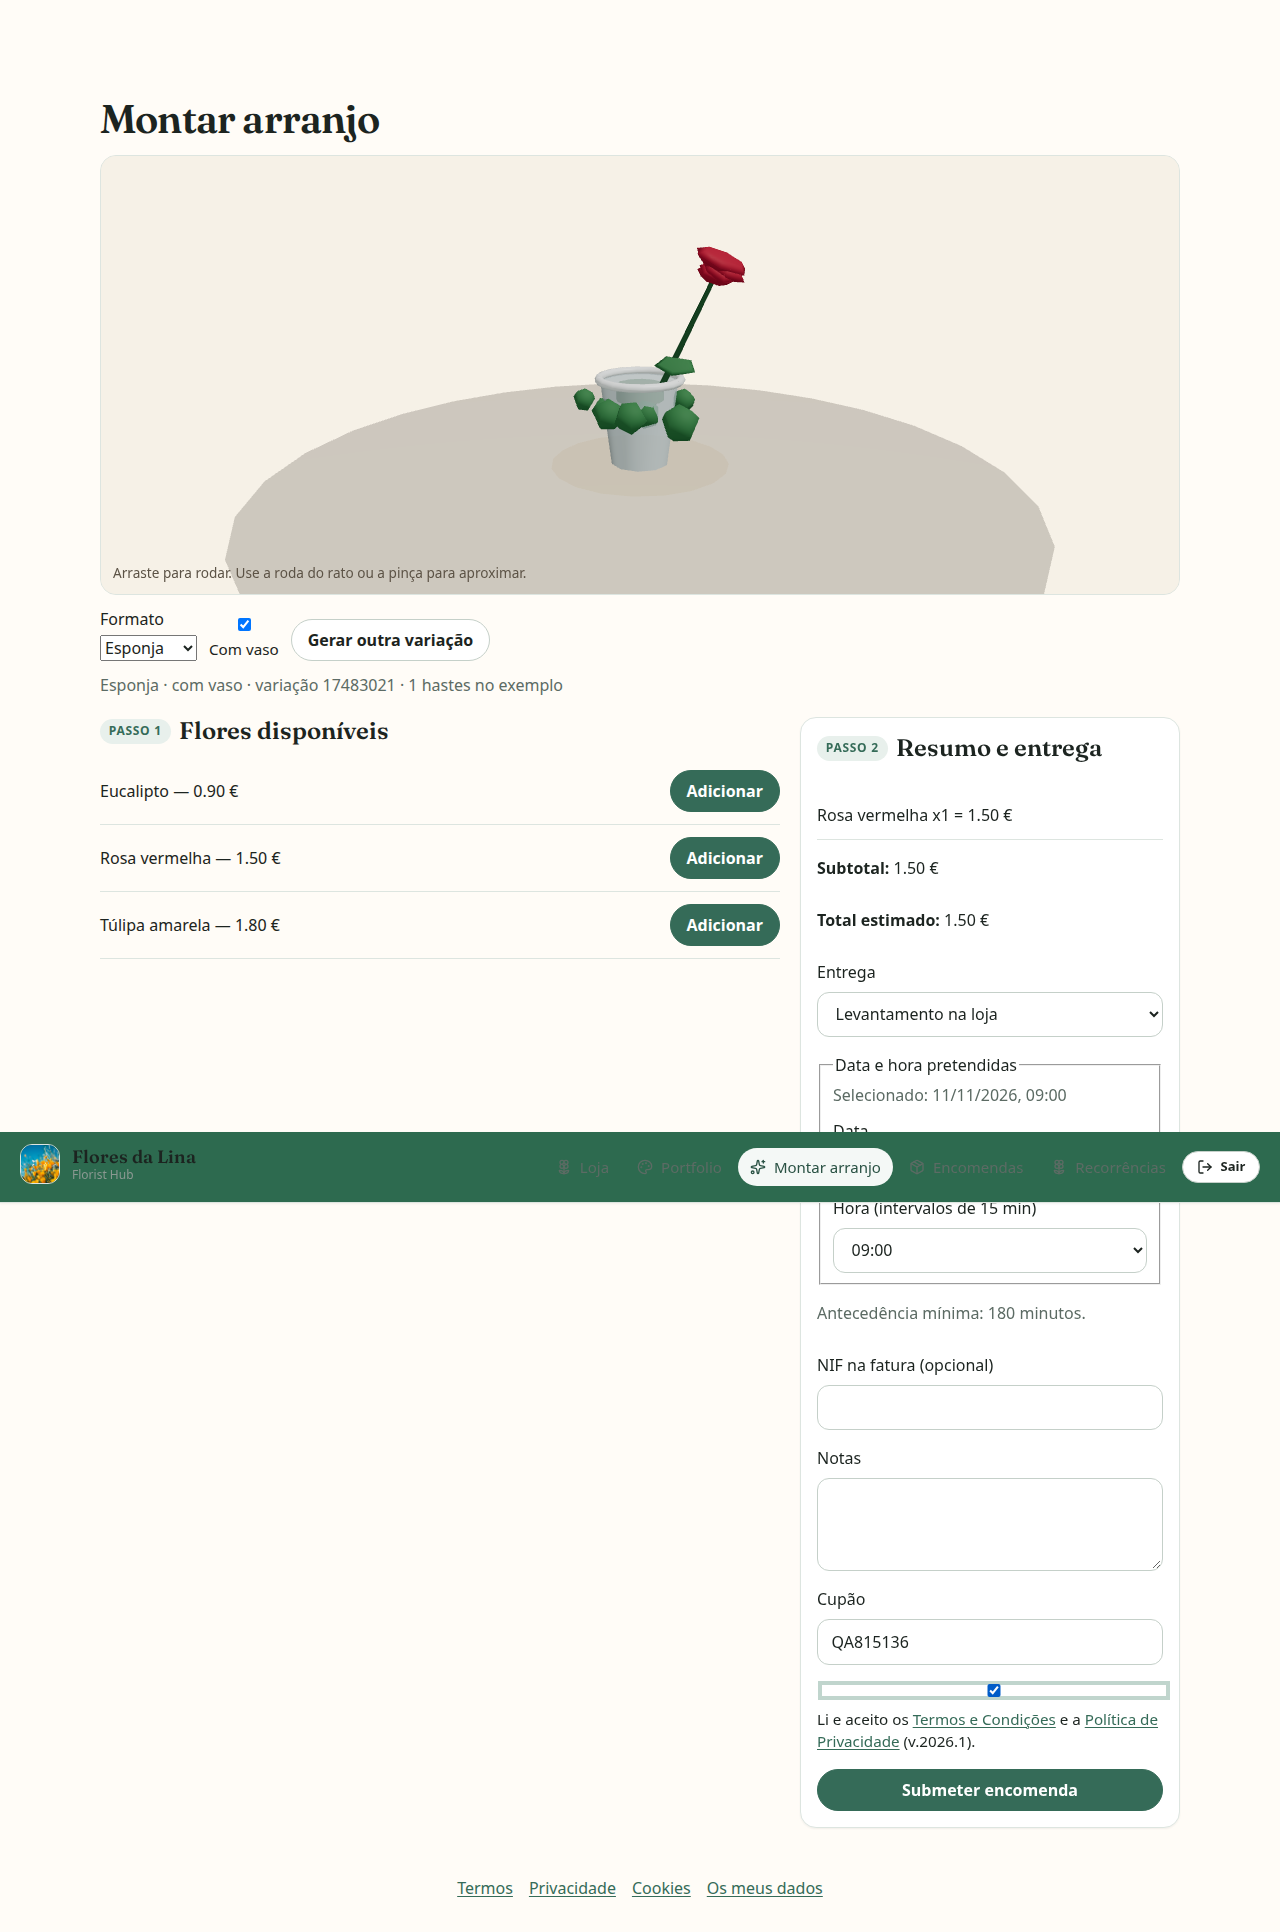 Montar arranjo
Arraste para rodar. Use a roda do rato ou a pinça para aproximar.
Formato
Esponja
Com vaso
Gerar outra variação
Esponja · com vaso · variação 17483021 · 1 hastes no exemplo
PASSO 1 Flores disponíveis
Eucalipto — 0.90 € Adicionar
Rosa vermelha — 1.50 € Adicionar
Túlipa amarela — 1.80 € Adicionar
PASSO 2 Resumo e entrega
Rosa vermelha x1 = 1.50 €
Subtotal: 1.50 €
Total estimado: 1.50 €
Entrega
Levantamento na loja
Data e hora pretendidas
Selecionado: 11/11/2026, 09:00
Data
Flores da Lina
Florist Hub
Loja Portfolio Montar arranjo Encomendas Recorrências Sair
Hora (intervalos de 15 min)
09:00
Antecedência mínima: 180 minutos.
NIF na fatura (opcional)
Notas
Cupão
QA815136
Li e aceito os Termos e Condições e a Política de
Privacidade (v.2026.1).
Submeter encomenda
Termos Privacidade Cookies Os meus dados